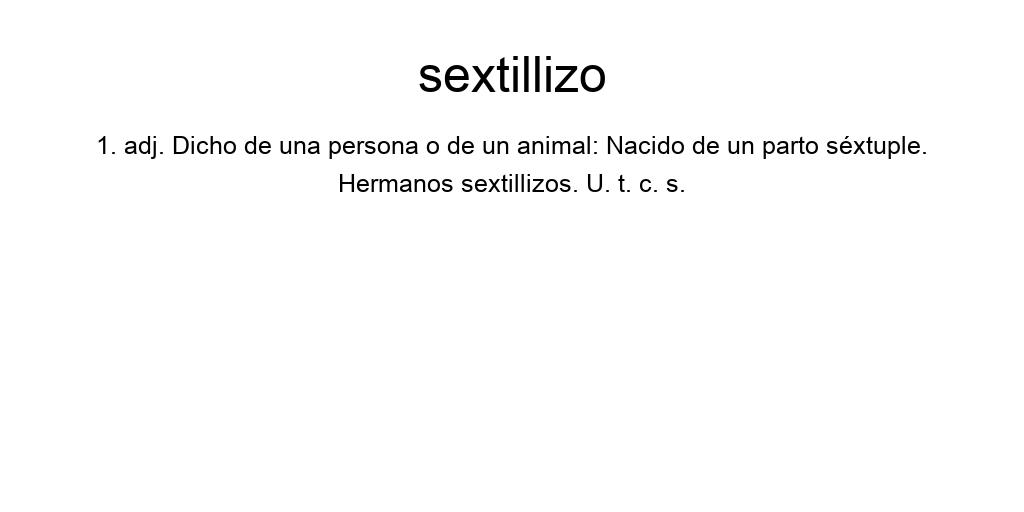 sextillizo
1. adj. Dicho de una persona o de un animal: Nacido de un parto séxtuple.
Hermanos sextillizos. U. t. c. s.